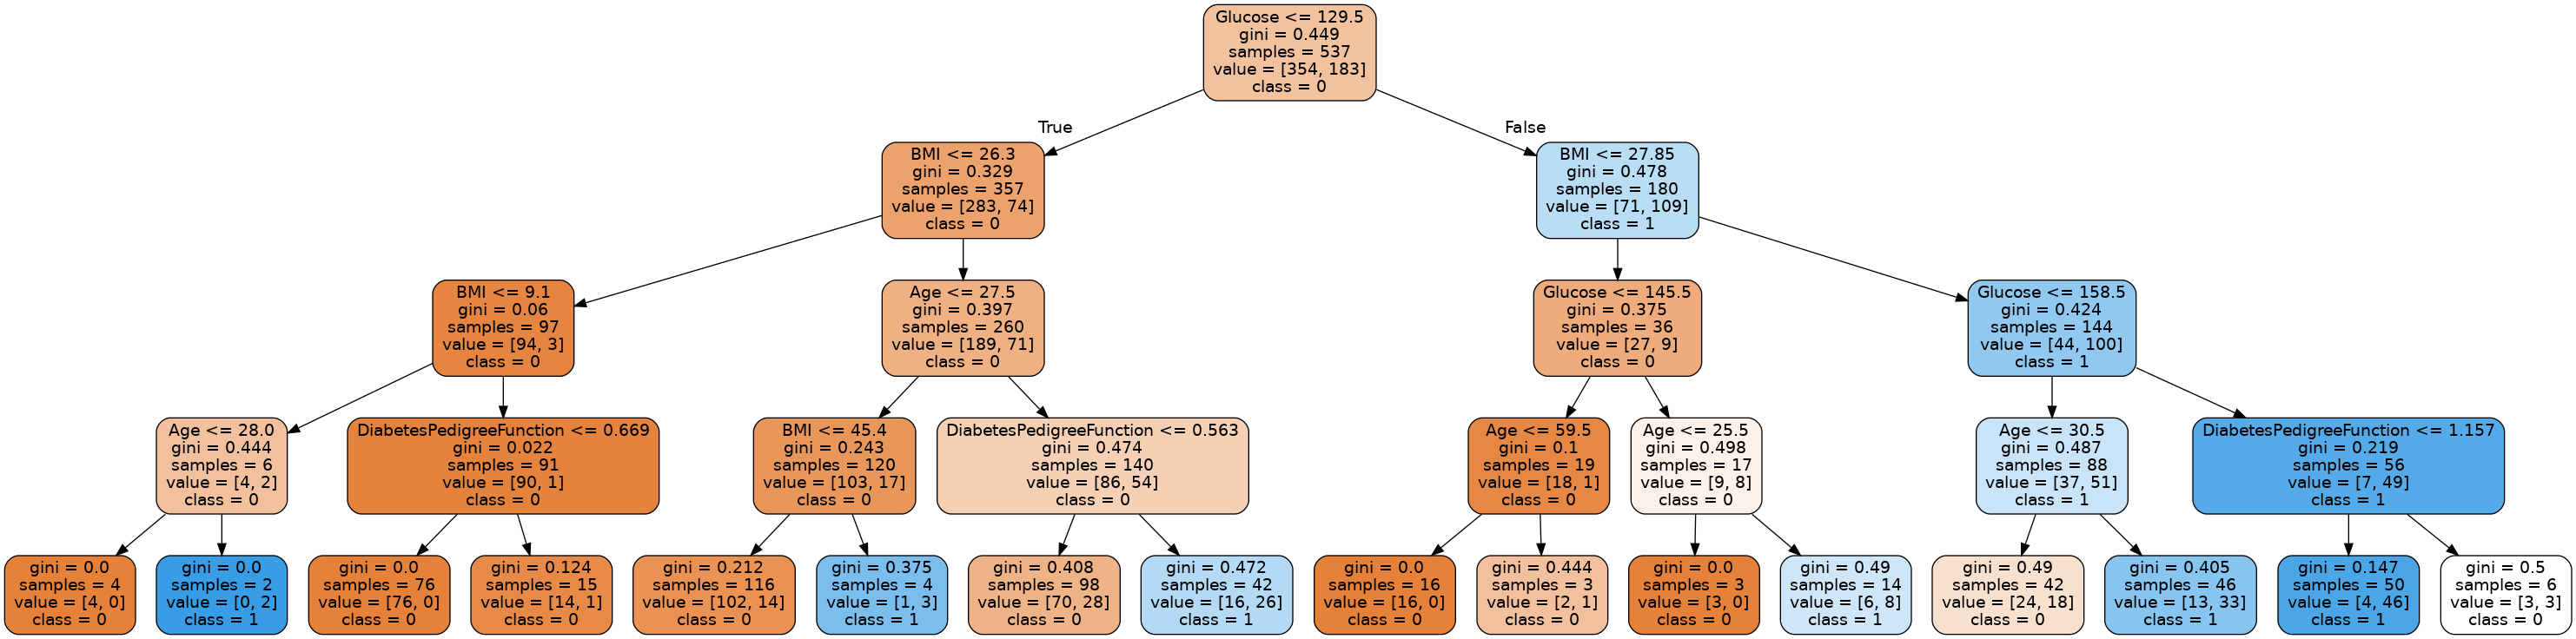 Glucose <= 129.5
gini = 0.449
samples = 537
value = [354, 183]
class = 0
True
False
BMI <= 26.3
gini = 0.329
samples = 357
value = [283, 74]
class = 0
BMI <= 27.85
gini = 0.478
samples = 180
value = [71, 109]
class = 1
BMI <= 9.1
gini = 0.06
samples = 97
value = [94, 3]
class = 0
Age <= 27.5
gini = 0.397
samples = 260
value = [189, 71]
class = 0
Glucose <= 145.5
gini = 0.375
samples = 36
value = [27, 9]
class = 0
Glucose <= 158.5
gini = 0.424
samples = 144
value = [44, 100]
class = 1
Age <= 28.0
gini = 0.444
samples = 6
value = [4, 2]
class = 0
DiabetesPedigreeFunction <= 0.669
gini = 0.022
samples = 91
value = [90, 1]
class = 0
BMI <= 45.4
gini = 0.243
samples = 120
value = [103, 17]
class = 0
DiabetesPedigreeFunction <= 0.563
gini = 0.474
samples = 140
value = [86, 54]
class = 0
Age <= 59.5
gini = 0.1
samples = 19
value = [18, 1]
class = 0
Age <= 25.5
gini = 0.498
samples = 17
value = [9, 8]
class = 0
Age <= 30.5
gini = 0.487
samples = 88
value = [37, 51]
class = 1
DiabetesPedigreeFunction <= 1.157
gini = 0.219
samples = 56
value = [7, 49]
class = 1
gini = 0.0
samples = 4
value = [4, 0]
class = 0
gini = 0.0
samples = 2
value = [0, 2]
class = 1
gini = 0.0
samples = 76
value = [76, 0]
class = 0
gini = 0.124
samples = 15
value = [14, 1]
class = 0
gini = 0.212
samples = 116
value = [102, 14]
class = 0
gini = 0.375
samples = 4
value = [1, 3]
class = 1
gini = 0.408
samples = 98
value = [70, 28]
class = 0
gini = 0.472
samples = 42
value = [16, 26]
class = 1
gini = 0.0
samples = 16
value = [16, 0]
class = 0
gini = 0.444
samples = 3
value = [2, 1]
class = 0
gini = 0.0
samples = 3
value = [3, 0]
class = 0
gini = 0.49
samples = 14
value = [6, 8]
class = 1
gini = 0.49
samples = 42
value = [24, 18]
class = 0
gini = 0.405
samples = 46
value = [13, 33]
class = 1
gini = 0.147
samples = 50
value = [4, 46]
class = 1
gini = 0.5
samples = 6
value = [3, 3]
class = 0